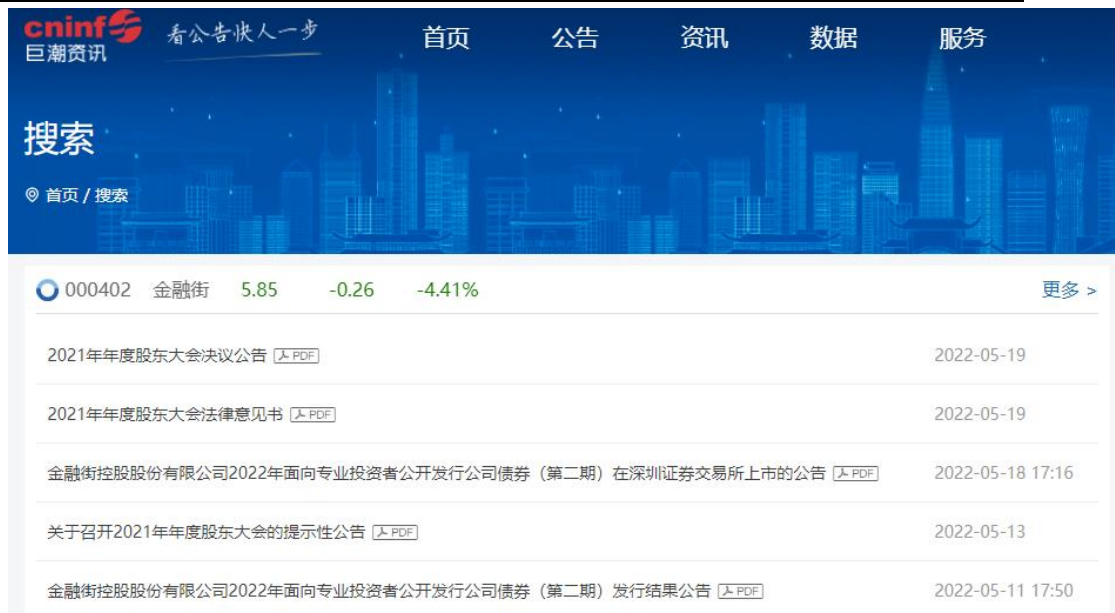 cninf
巨潮资讯
看公告快人一步
首页 公告 资讯 数据 服务
搜索
首页 / 搜索
000402 金融街 5.85 -0.26 -4.41% 更多 >
2021年年度股东大会决议公告 PDF 2022-05-19
2021年年度股东大会法律意见书 PDF 2022-05-19
金融街控股股份有限公司2022年面向专业投资者公开发行公司债券（第二期）在深圳证券交易所上市的公告 PDF 2022-05-18 17:16
关于召开2021年年度股东大会的提示性公告 PDF 2022-05-13
金融街控股股份有限公司2022年面向专业投资者公开发行公司债券（第二期）发行结果公告 PDF 2022-05-11 17:50